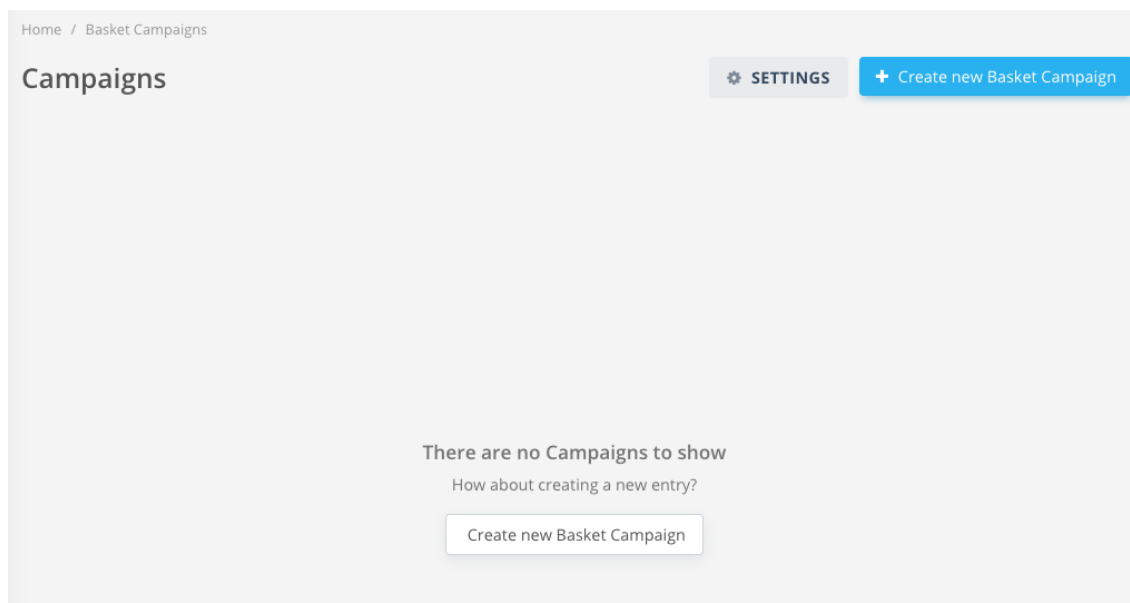 Home / Basket Campaigns
Campaigns
SETTINGS
+ Create new Basket Campaign
There are no Campaigns to show
How about creating a new entry?
Create new Basket Campaign